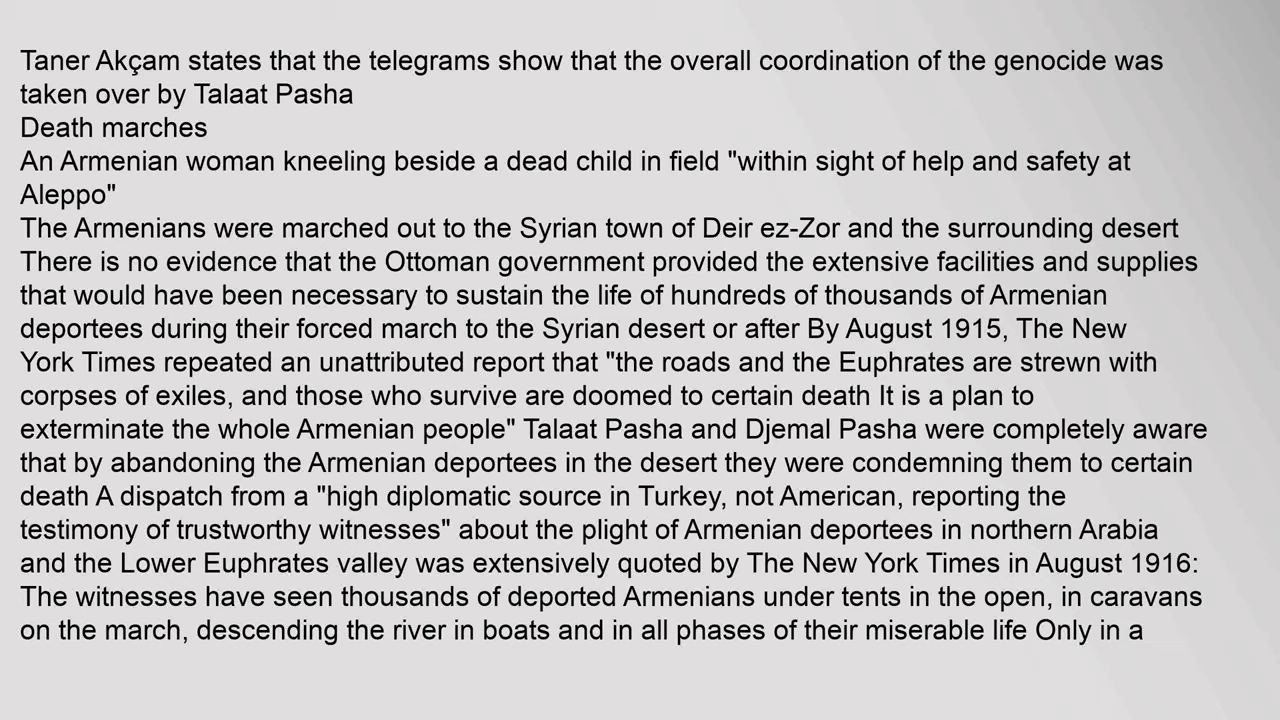 Taner Akçam states that the telegrams show that the overall coordination of the genocide was
taken over by Talaat Pasha
Death marches
An Armenian woman kneeling beside a dead child in field "within sight of help and safety at
Aleppo"
The Armenians were marched out to the Syrian town of Deir ez-Zor and the surrounding desert
There is no evidence that the Ottoman government provided the extensive facilities and supplies
that would have been necessary to sustain the life of hundreds of thousands of Armenian
deportees during their forced march to the Syrian desert or after By August 1915, The New
York Times repeated an unattributed report that "the roads and the Euphrates are strewn with
corpses of exiles, and those who survive are doomed to certain death It is a plan to
exterminate the whole Armenian people" Talaat Pasha and Djemal Pasha were completely aware
that by abandoning the Armenian deportees in the desert they were condemning them to certain
death A dispatch from a "high diplomatic source in Turkey, not American, reporting the
testimony of trustworthy witnesses" about the plight of Armenian deportees in northern Arabia
and the Lower Euphrates valley was extensively quoted by The New York Times in August 1916:
The witnesses have seen thousands of deported Armenians under tents in the open, in caravans
on the march, descending the river in boats and in all phases of their miserable life Only in a